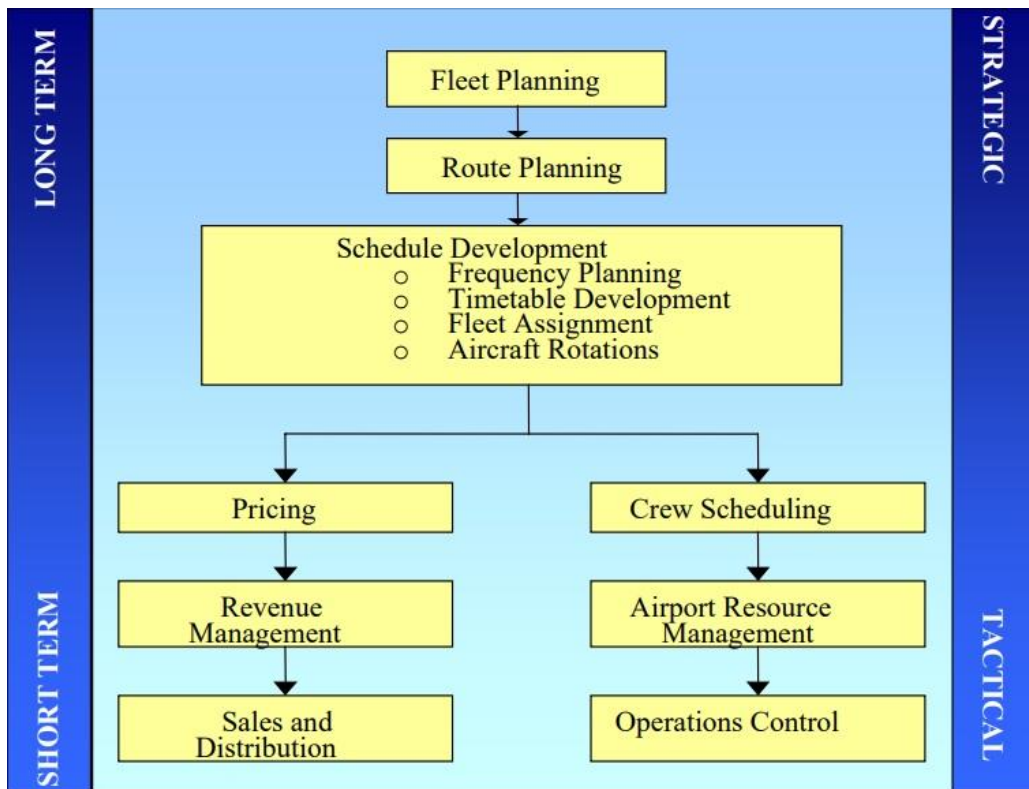 LONG TERM
STRATEGIC
Fleet Planning
Route Planning
Schedule Development
o Frequency Planning
o Timetable Development
o Fleet Assignment
o Aircraft Rotations
Pricing
Crew Scheduling
Revenue
Management
Airport Resource
Management
Sales and
Distribution
Operations Control
SHORT TERM
TACTICAL